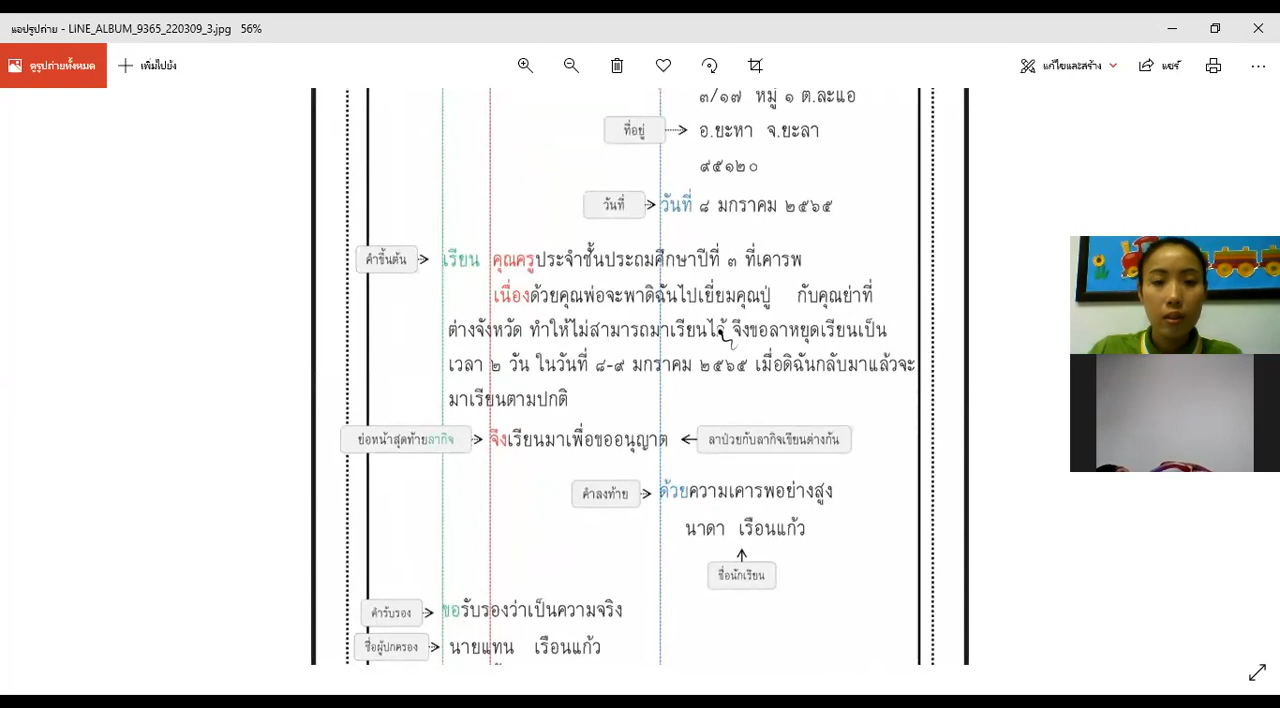 แอปรูปถ่าย - LINE_ALBUM_9365_220309_3.jpg 56%
ดูรูปถ่ายทั้งหมด
เพิ่มไปยัง
แก้ไขและสร้าง
แชร์
๓/๑๗ หมู่ ๑ ต.ละแอ
ที่อยู่ อ.ยะหา จ.ยะลา
๙๕๑๒๐
วันที่ วันที่ ๘ มกราคม ๒๕๖๕
คำขึ้นต้น เรียน คุณครูประจำชั้นประถมศึกษาปีที่ ๓ ที่เคารพ
เนื่องด้วยคุณพ่อจะพาดิฉันไปเยี่ยมคุณปู่ กับคุณย่าที่
ต่างจังหวัด ทำให้ไม่สามารถมาเรียนได้ จึงขอลาหยุดเรียนเป็น
เวลา ๒ วัน ในวันที่ ๘-๙ มกราคม ๒๕๖๕ เมื่อดิฉันกลับมาแล้วจะ
มาเรียนตามปกติ
ย่อหน้าสุดท้ายลากิจ จึงเรียนมาเพื่อขออนุญาต ลาป่วยกับลากิจเขียนต่างกัน
คำลงท้าย ด้วยความเคารพอย่างสูง
นาดา เรือนแก้ว
ชื่อนักเรียน
คำรับรอง ขอรับรองว่าเป็นความจริง
ชื่อผู้ปกครอง นายแทน เรือนแก้ว